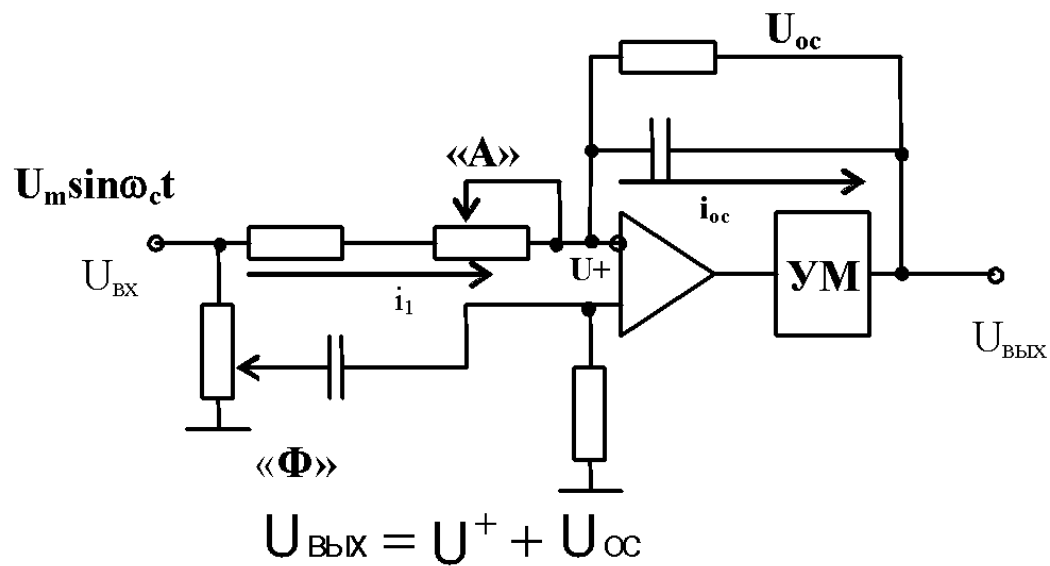 Uос
«А»
Umsinωct
iос
Uвх
U+
УМ
i1
Uвых
«Ф»
Uвых = U+ + Uос